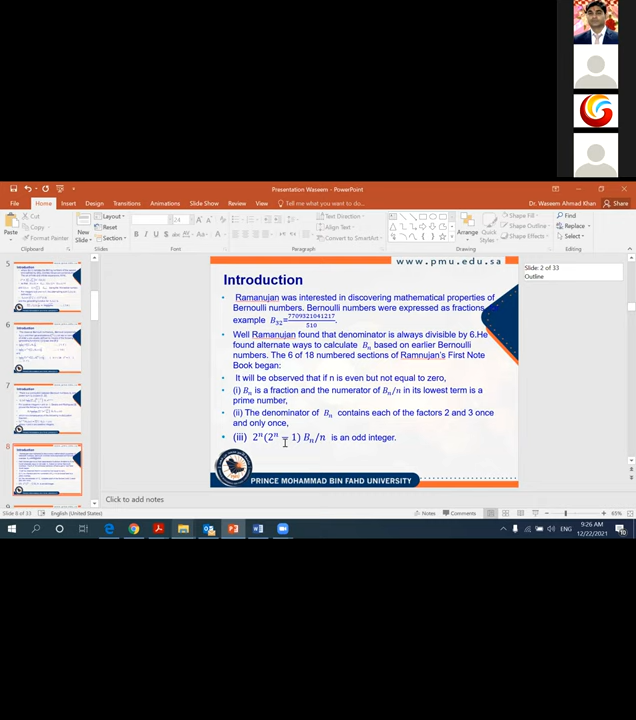 Presentation Waseem - PowerPoint
File Home Insert Design Transitions Animations Slide Show Review View Tell me what you want to do... Dr. Waseem Ahmad Khan Share
Paste Cut Copy Format Painter Clipboard
New Slide Layout Reset Section Slides
24 Font
Text Direction Align Text Convert to SmartArt Paragraph
Arrange Quick Styles Shape Fill Shape Outline Shape Effects Drawing
Find Replace Select Editing
5
6
7
8
www.pmu.edu.sa
Introduction
• Ramanujan was interested in discovering mathematical properties of
Bernoulli numbers. Bernoulli numbers were expressed as fractions,
example B₃₂=7709321041217/510.
• Well Ramanujan found that denominator is always divisible by 6.He
found alternate ways to calculate Bₙ based on earlier Bernoulli
numbers. The 6 of 18 numbered sections of Ramnujan's First Note
Book began:
• It will be observed that if n is even but not equal to zero,
• (i) Bₙ is a fraction and the numerator of Bₙ/n in its lowest term is a
prime number,
• (ii) The denominator of Bₙ contains each of the factors 2 and 3 once
and only once,
• (iii) 2ⁿ(2ⁿ − 1) Bₙ/n is an odd integer.
PRINCE MOHAMMAD BIN FAHD UNIVERSITY
Slide: 2 of 33
Outline
Click to add notes
Slide 8 of 33 English (United States) Notes Comments 65%
ENG 9:26 AM
12/22/2021